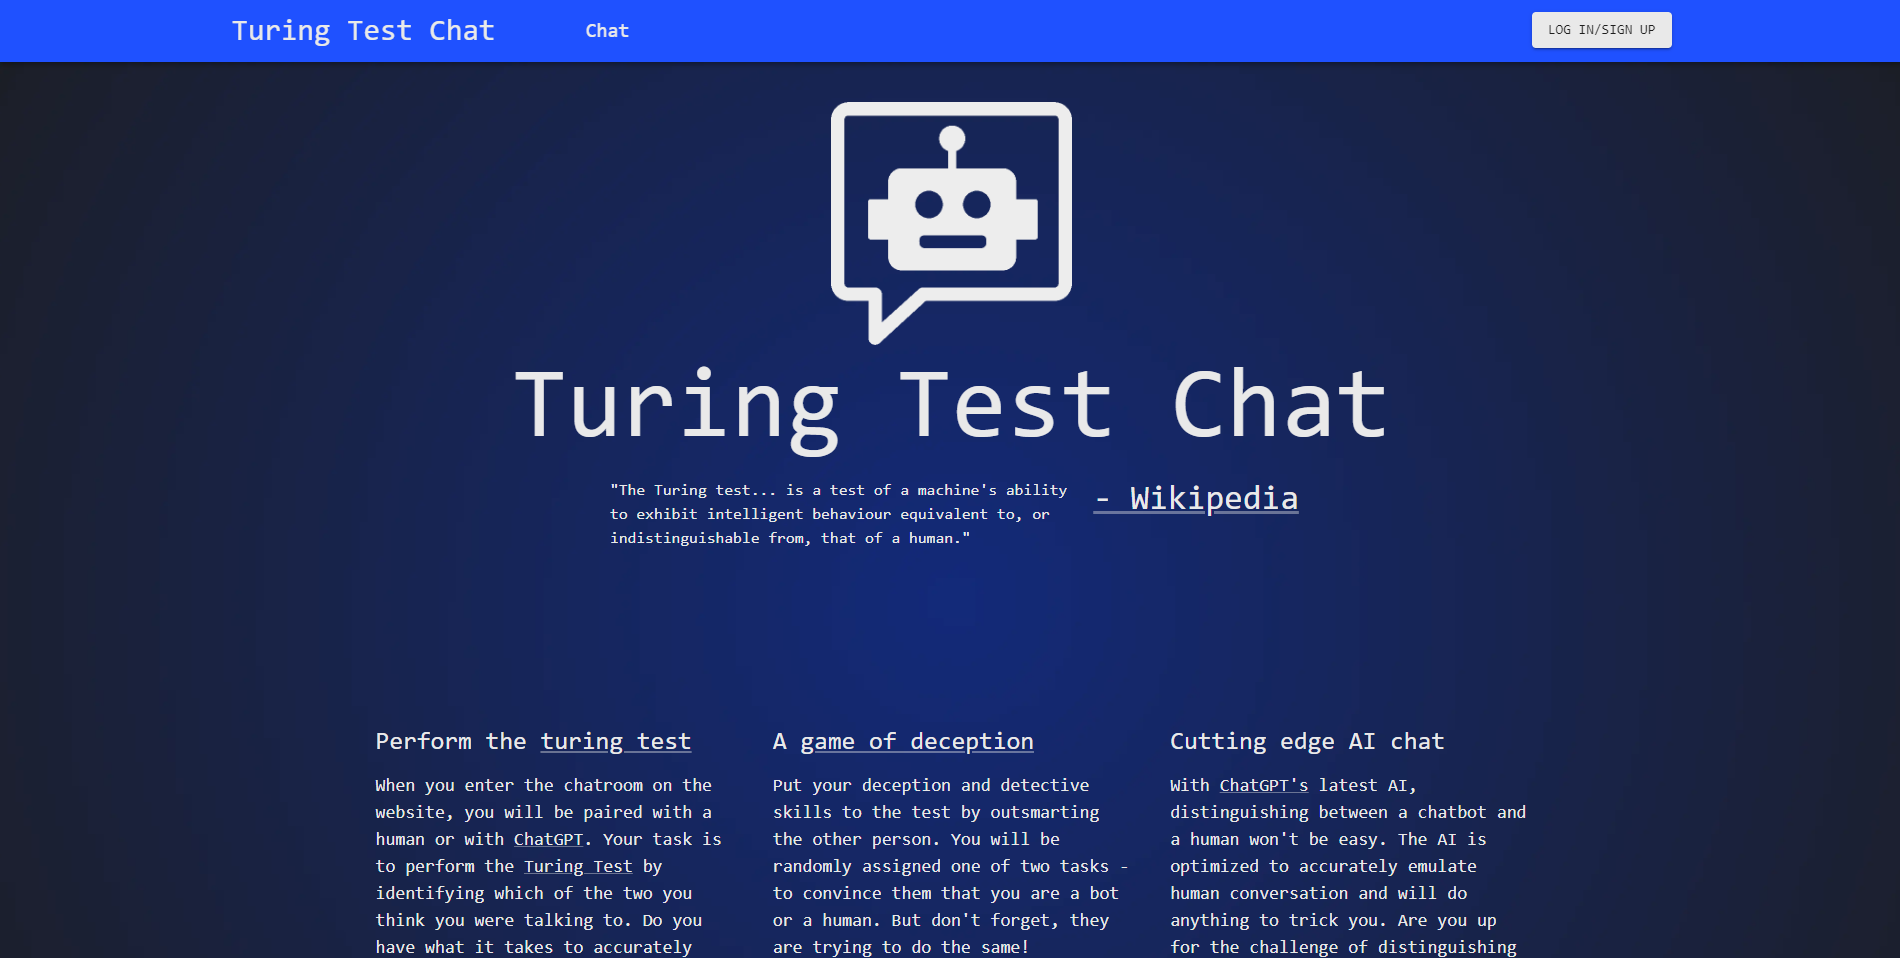 Turing Test Chat
Chat
LOG IN/SIGN UP
Turing Test Chat
"The Turing test... is a test of a machine's ability
to exhibit intelligent behaviour equivalent to, or
indistinguishable from, that of a human."
- Wikipedia
Perform the turing test
When you enter the chatroom on the
website, you will be paired with a
human or with ChatGPT. Your task is
to perform the Turing Test by
identifying which of the two you
think you were talking to. Do you
have what it takes to accurately
A game of deception
Put your deception and detective
skills to the test by outsmarting
the other person. You will be
randomly assigned one of two tasks -
to convince them that you are a bot
or a human. But don't forget, they
are trying to do the same!
Cutting edge AI chat
With ChatGPT's latest AI,
distinguishing between a chatbot and
a human won't be easy. The AI is
optimized to accurately emulate
human conversation and will do
anything to trick you. Are you up
for the challenge of distinguishing